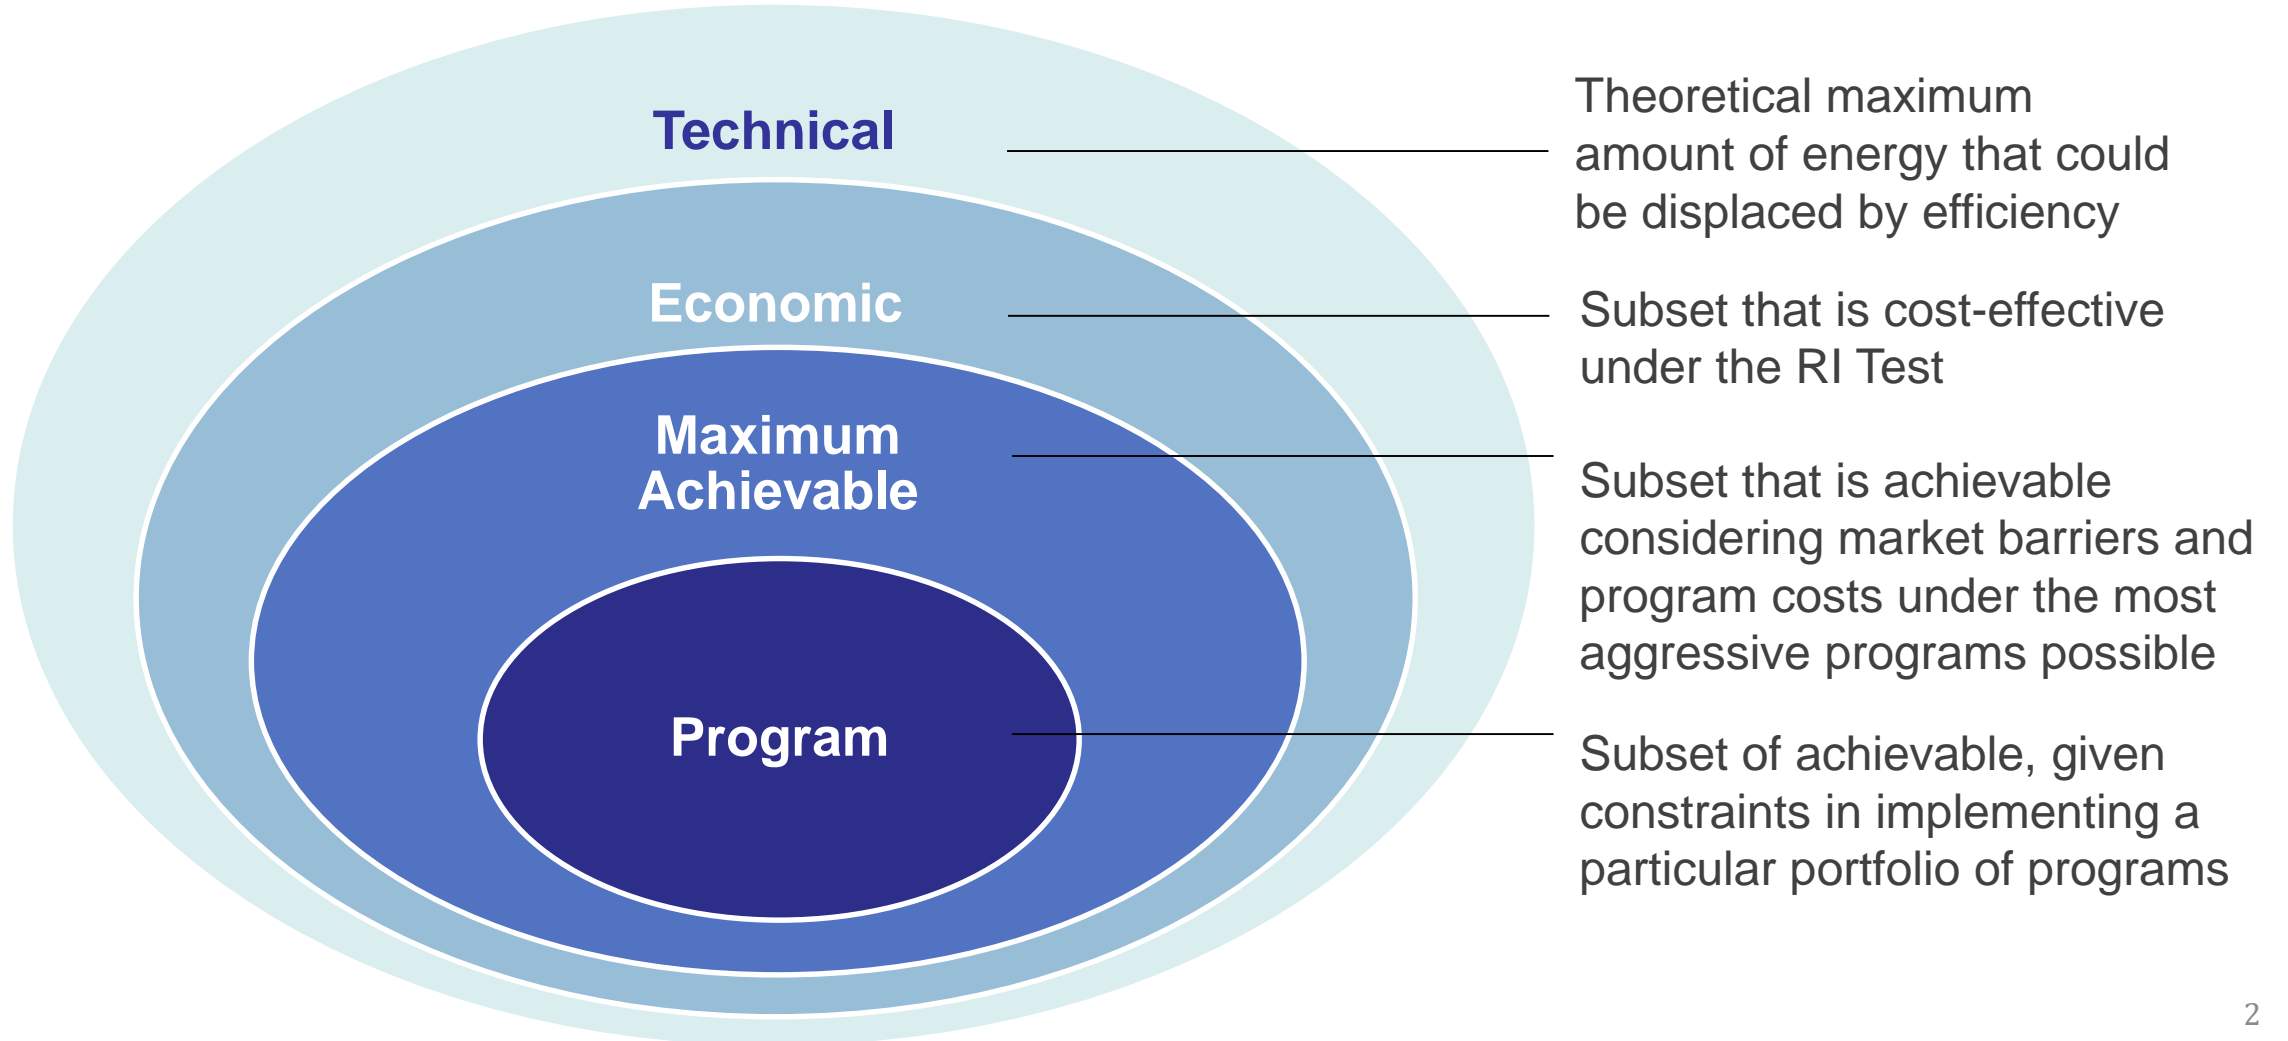 Technical
Theoretical maximum
amount of energy that could
be displaced by efficiency
Economic
Subset that is cost-effective
under the RI Test
Maximum
Achievable
Subset that is achievable
considering market barriers and
program costs under the most
aggressive programs possible
Program
Subset of achievable, given
constraints in implementing a
particular portfolio of programs
2